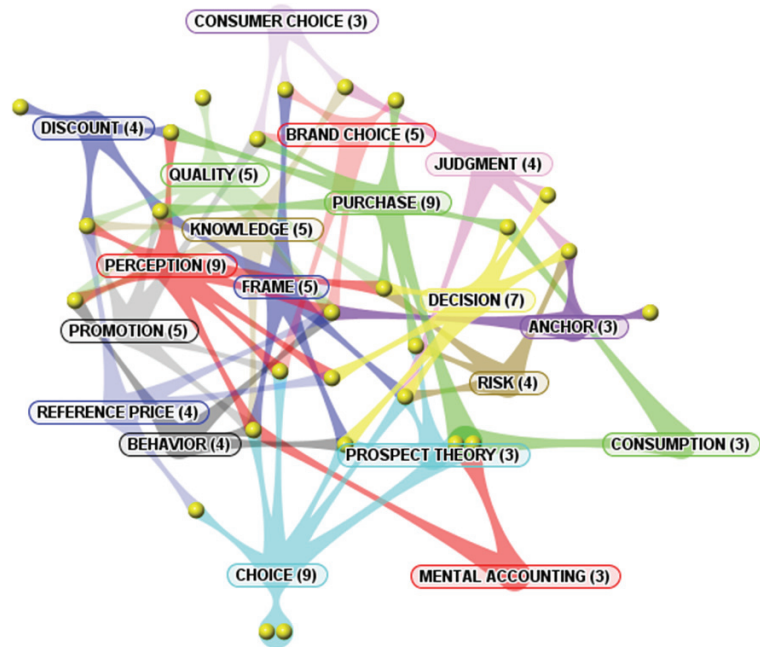 CONSUMER CHOICE (3)
DISCOUNT (4)
BRAND CHOICE (5)
JUDGMENT (4)
QUALITY (5)
PURCHASE (9)
KNOWLEDGE (5)
PERCEPTION (9)
FRAME (5)
DECISION (7)
PROMOTION (5)
ANCHOR (3)
RISK (4)
REFERENCE PRICE (4)
BEHAVIOR (4)
PROSPECT THEORY (3)
CONSUMPTION (3)
CHOICE (9)
MENTAL ACCOUNTING (3)